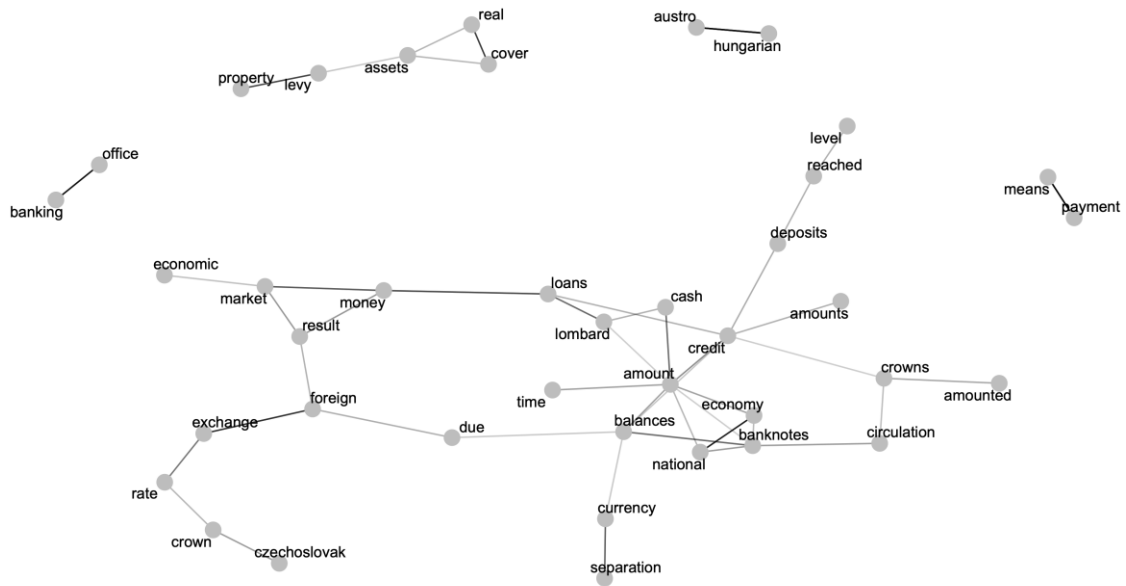 real
austro
hungarian
cover
assets
property
levy
level
office
reached
means
banking
payment
deposits
economic
loans
cash
market
money
amounts
result
lombard
credit
amount
crowns
time
foreign
economy
amounted
exchange
due
balances
banknotes
circulation
national
rate
currency
crown
czechoslovak
separation